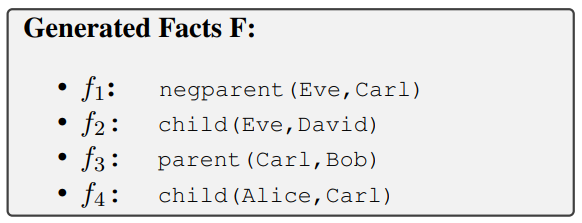 Generated Facts F:
• f₁: negparent(Eve,Carl)
• f₂: child(Eve,David)
• f₃: parent(Carl,Bob)
• f₄: child(Alice,Carl)